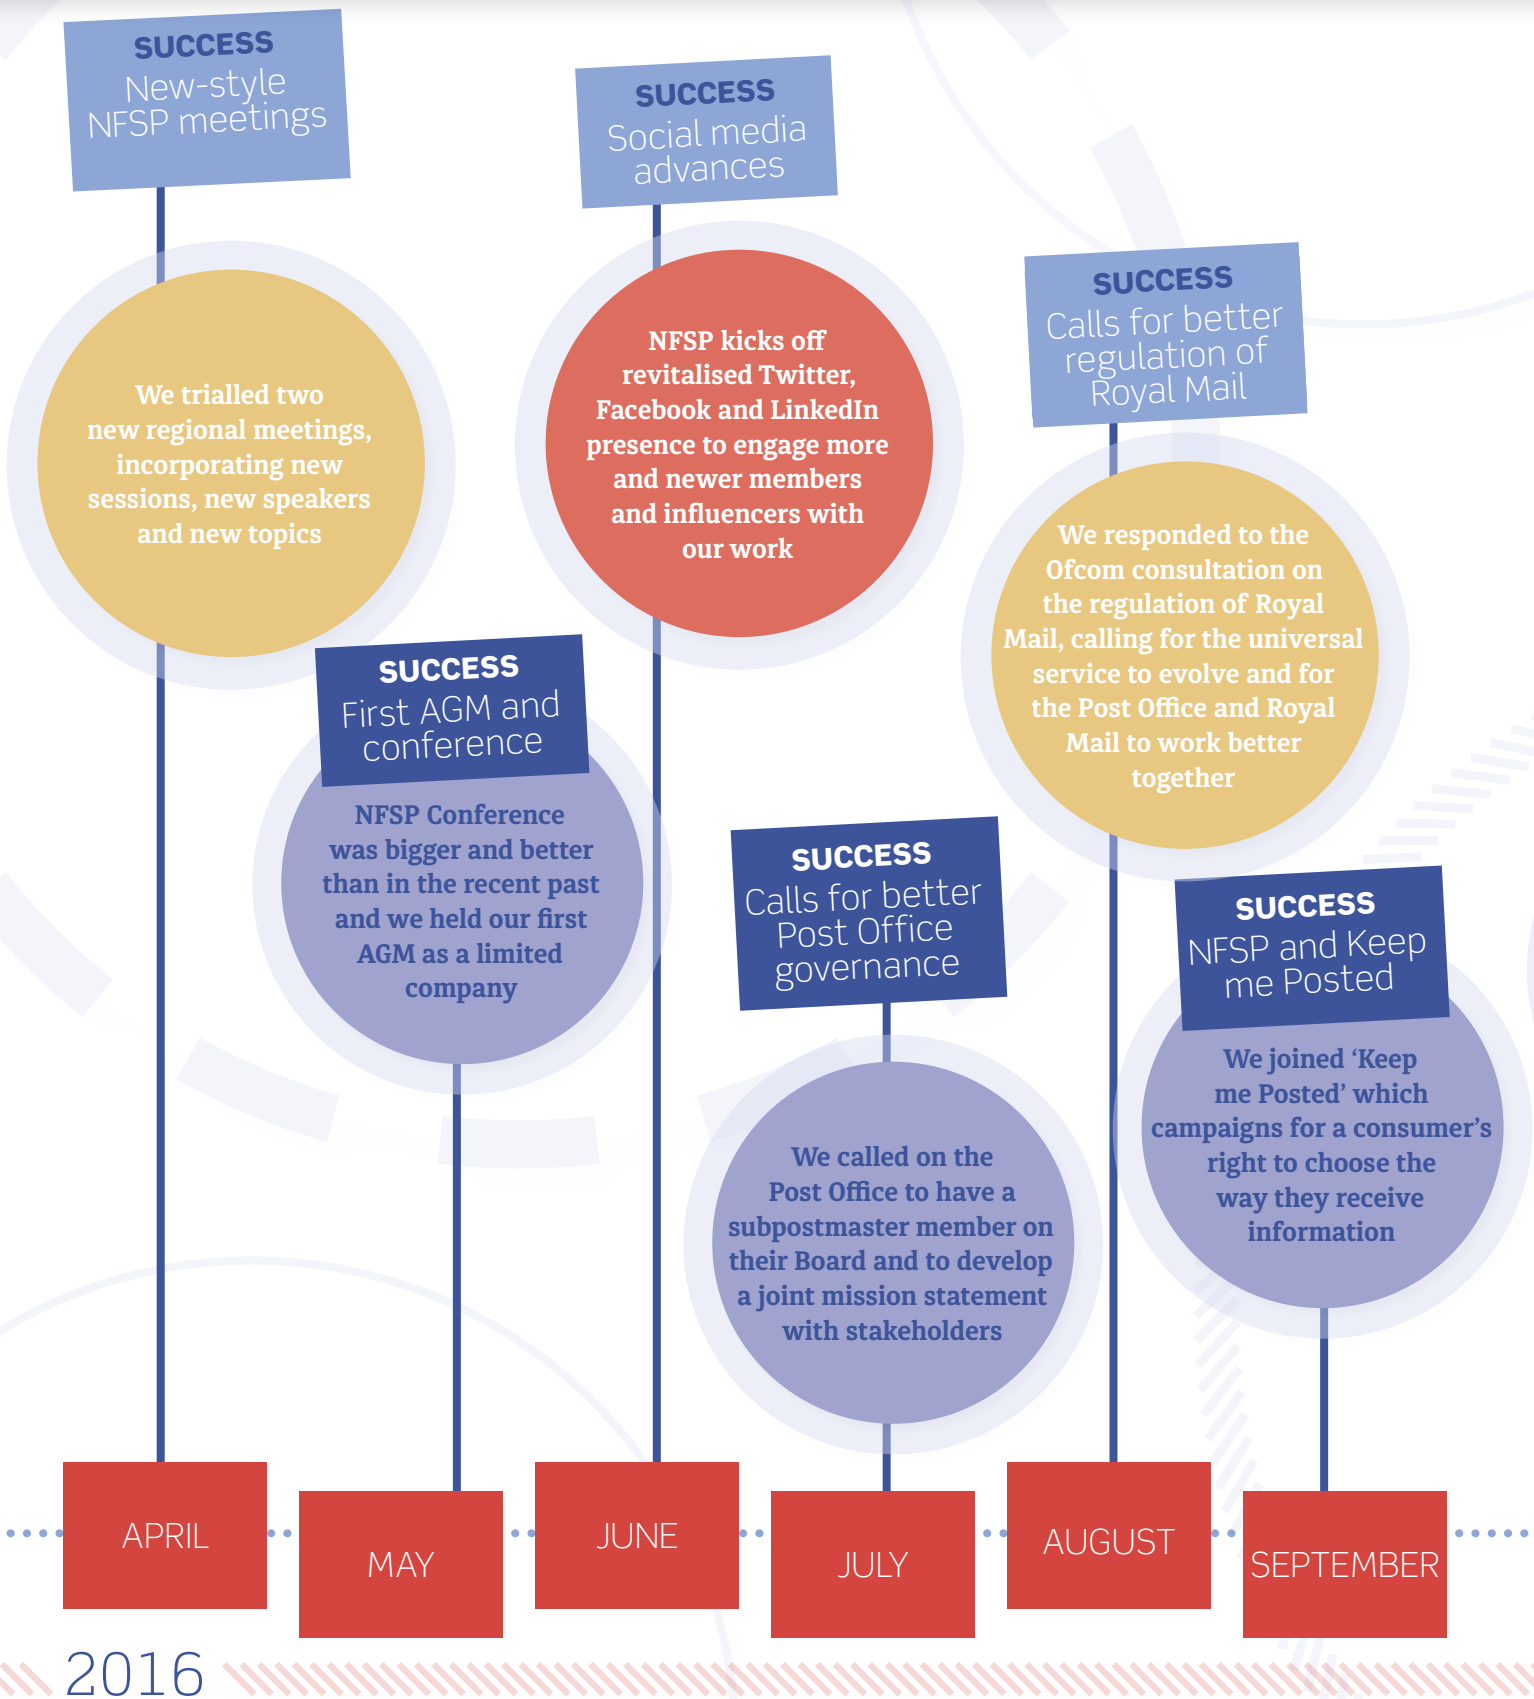 SUCCESS
New-style
NFSP meetings
We trialled two
new regional meetings,
incorporating new
sessions, new speakers
and new topics
SUCCESS
First AGM and
conference
NFSP Conference
was bigger and better
than in the recent past
and we held our first
AGM as a limited
company
SUCCESS
Social media
advances
NFSP kicks off
revitalised Twitter,
Facebook and LinkedIn
presence to engage more
and newer members
and influencers with
our work
SUCCESS
Calls for better
Post Office
governance
We called on the
Post Office to have a
subpostmaster member on
their Board and to develop
a joint mission statement
with stakeholders
SUCCESS
Calls for better
regulation of
Royal Mail
We responded to the
Ofcom consultation on
the regulation of Royal
Mail, calling for the universal
service to evolve and for
the Post Office and Royal
Mail to work better
together
SUCCESS
NFSP and Keep
me Posted
We joined ‘Keep
me Posted’ which
campaigns for a consumer’s
right to choose the
way they receive
information
APRIL
MAY
JUNE
JULY
AUGUST
SEPTEMBER
2016